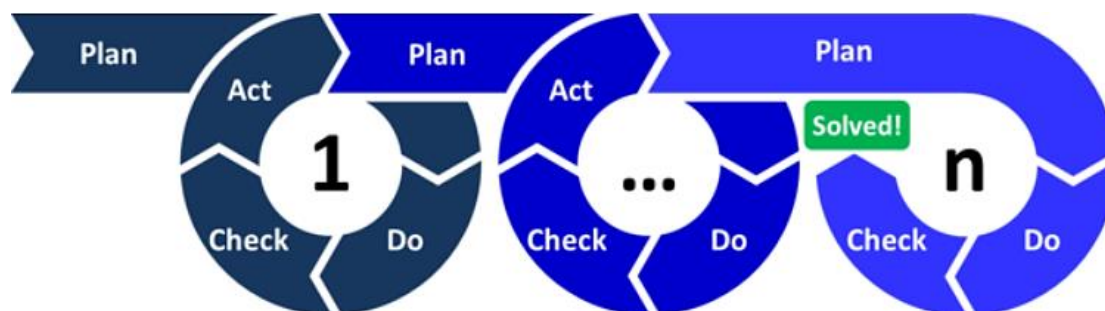 Plan
Act
1
Check
Do
Plan
Act
...
Check
Do
Plan
Solved!
n
Check
Do